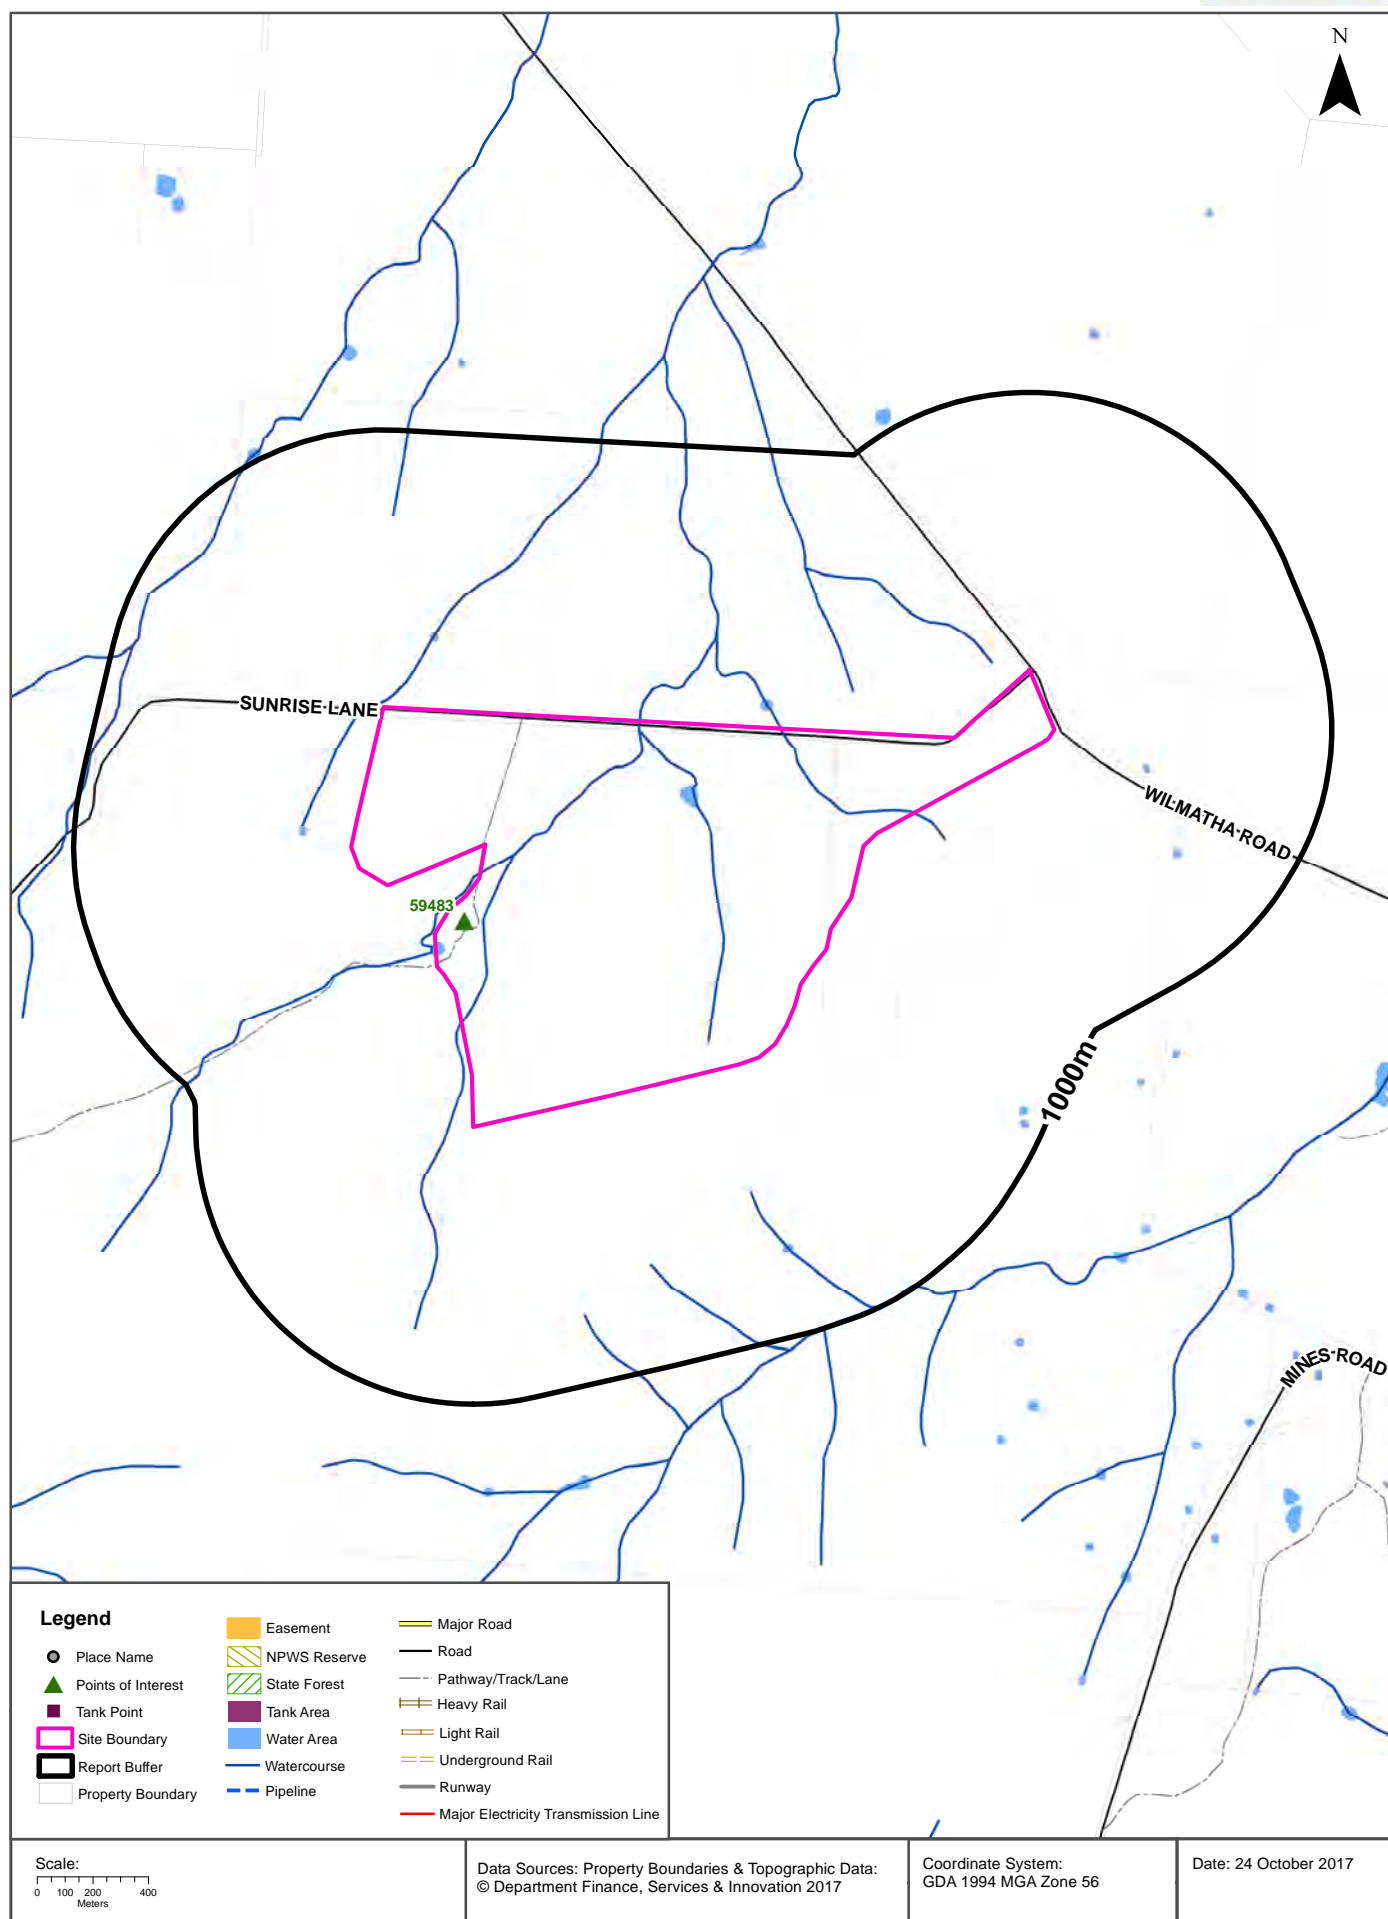 N
SUNRISE LANE
WILMATHA ROAD
59483
1000m
MINES ROAD
Legend
Place Name
Points of Interest
Tank Point
Site Boundary
Report Buffer
Property Boundary
Easement
NPWS Reserve
State Forest
Tank Area
Water Area
Watercourse
Pipeline
Major Road
Road
Pathway/Track/Lane
Heavy Rail
Light Rail
Underground Rail
Runway
Major Electricity Transmission Line
Scale:
0 100 200 400
Meters
Data Sources: Property Boundaries & Topographic Data:
© Department Finance, Services & Innovation 2017
Coordinate System:
GDA 1994 MGA Zone 56
Date: 24 October 2017